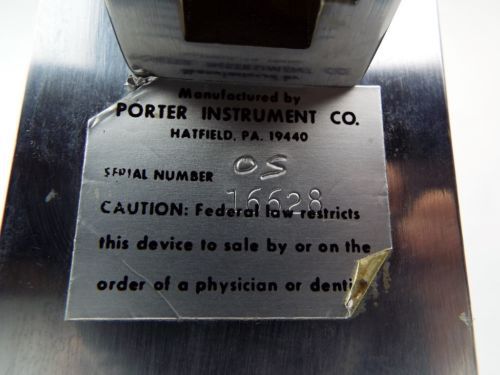 Manufactured by
PORTER INSTRUMENT CO.
HATFIELD, PA. 19440
SERIAL NUMBER OS
16628
CAUTION: Federal law restricts
this device to sale by or on the
order of a physician or denti